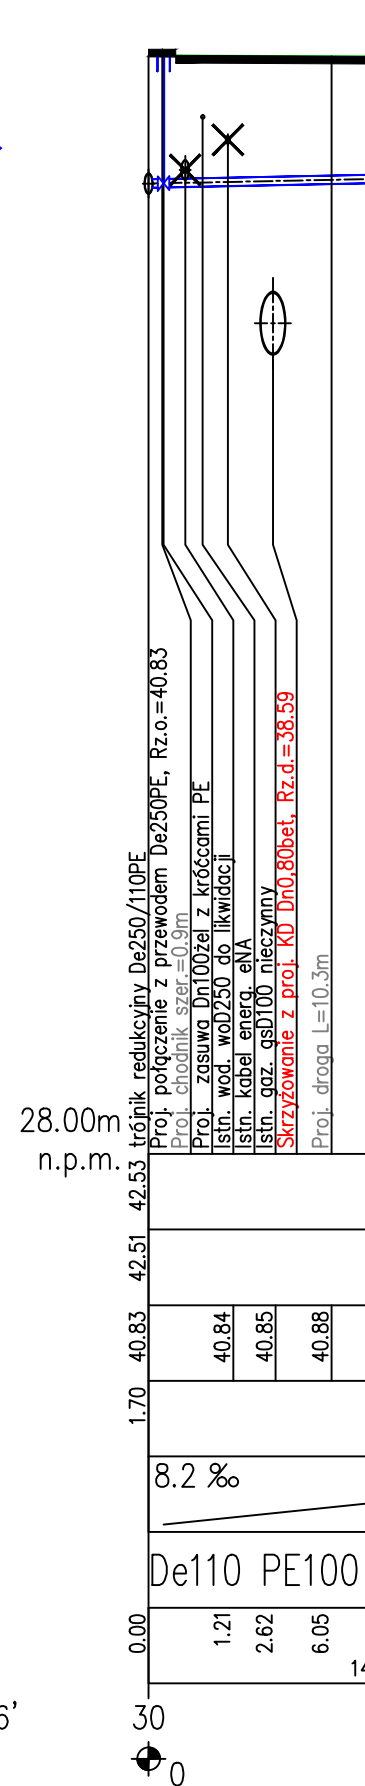 trójnik redukcyjny De250/110PE
Proj. połączenie z przewodem De250PE, Rz.o.=40.83
Proj. chodnik szer.=0.9m
Proj. zasuwa Dn100żel z króćcami PE
Istn. wod. woD250 do likwidacji
Istn. kabel energ. eNA
Istn. gaz. gsD100 nieczynny
Skrzyżowanie z proj. KD Dn0,80bet, Rz.d.=38.59
Proj. droga L=10.3m
28.00m
n.p.m.
42.53
42.51
40.83 40.84 40.85 40.88
1.70
8.2 ‰
De110 PE100
0.00 1.21 2.62 6.05
14
6' 30
0